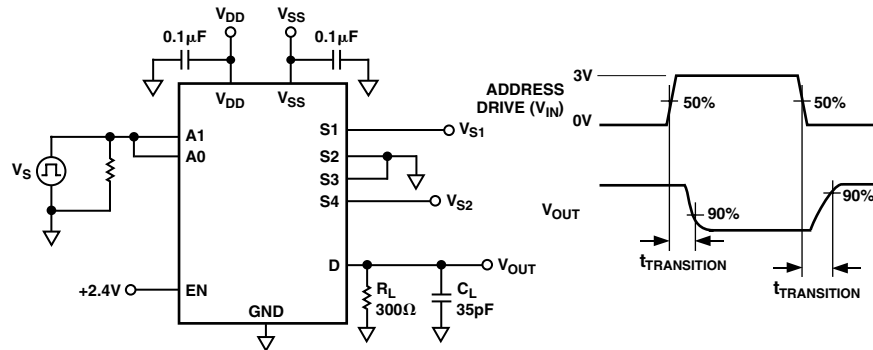 VDD VSS
0.1µF 0.1µF
VDD VSS
A1
A0
VS
S1 VS1
S2
S3
S4 VS2
D VOUT
+2.4V EN
GND
RL
300Ω
CL
35pF
ADDRESS
DRIVE (VIN)
3V
0V
50% 50%
VOUT
90% 90%
tTRANSITION
tTRANSITION